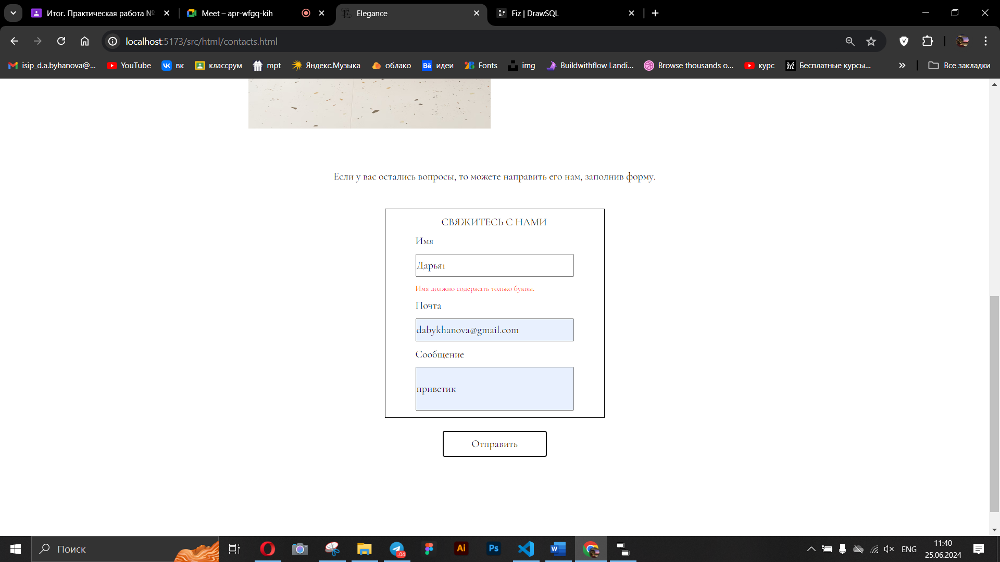 Итог. Практическая работа №
Meet – apr-wfgq-kih
Elegance
Fiz | DrawSQL
localhost:5173/src/html/contacts.html
isip_d.a.byhanova@...
YouTube
вк
классрум
mpt
Яндекс.Музыка
облако
идеи
Fonts
img
Buildwithflow Landi...
Browse thousands o...
курс
Бесплатные курсы...
Все закладки
Если у вас остались вопросы, то можете направить его нам, заполнив форму.
СВЯЖИТЕСЬ С НАМИ
Имя
Дарья1
Имя должно содержать только буквы.
Почта
dabykhanova@gmail.com
Сообщение
приветик
Отправить
Поиск
ENG
11:40
25.06.2024